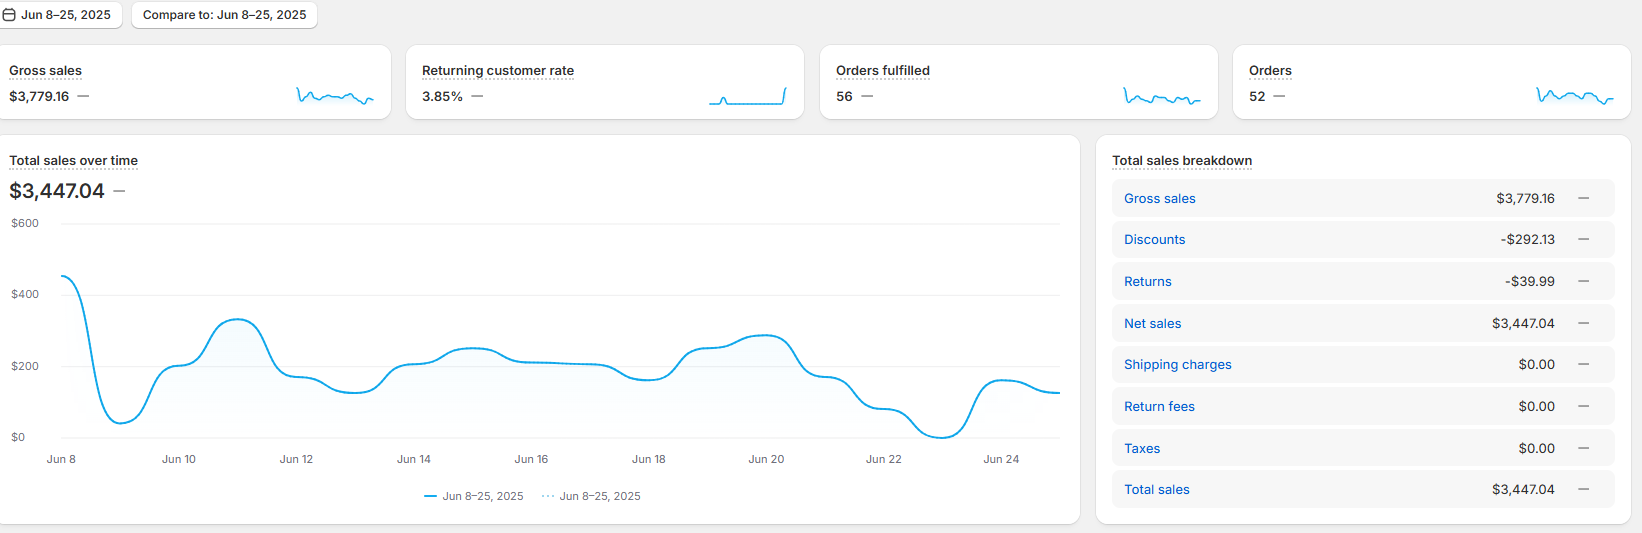 Jun 8–25, 2025
Compare to: Jun 8–25, 2025
Gross sales
$3,779.16 —
Returning customer rate
3.85% —
Orders fulfilled
56 —
Orders
52 —
Total sales over time
$3,447.04 —
$600
$400
$200
$0
Jun 8 Jun 10 Jun 12 Jun 14 Jun 16 Jun 18 Jun 20 Jun 22 Jun 24
Jun 8–25, 2025 Jun 8–25, 2025
Total sales breakdown
Gross sales $3,779.16 —
Discounts -$292.13 —
Returns -$39.99 —
Net sales $3,447.04 —
Shipping charges $0.00 —
Return fees $0.00 —
Taxes $0.00 —
Total sales $3,447.04 —